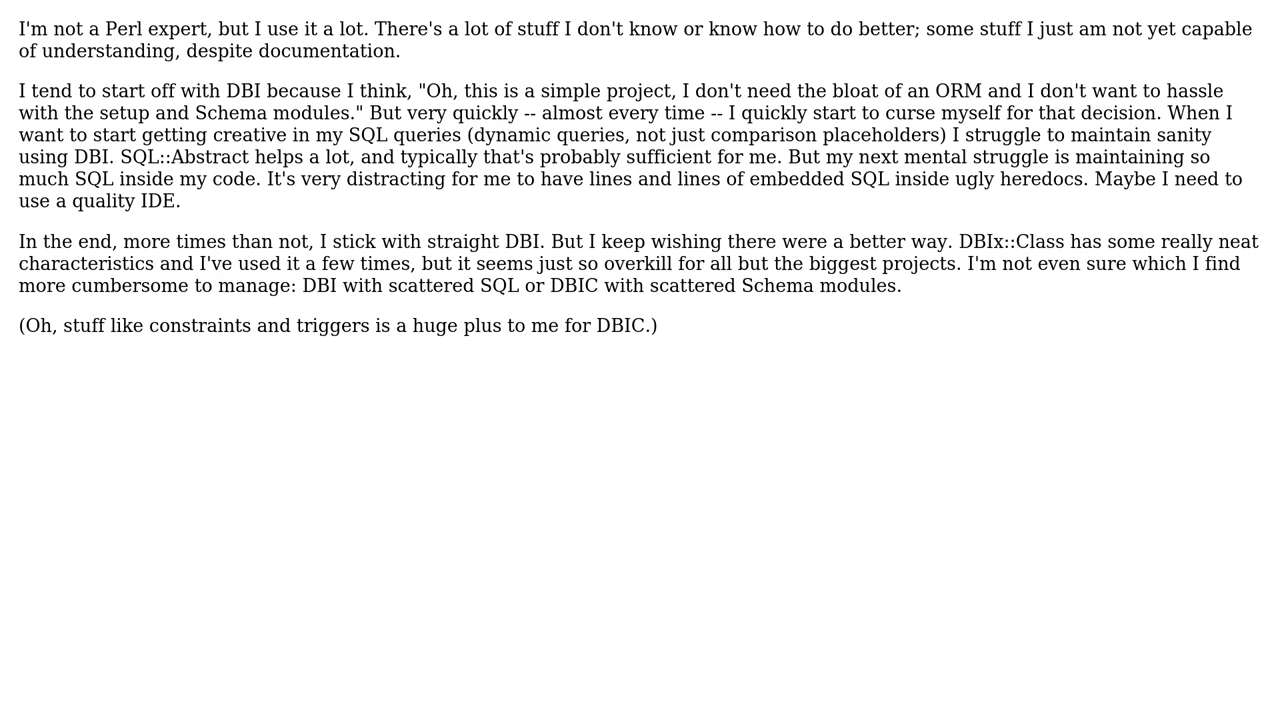 I'm not a Perl expert, but I use it a lot. There's a lot of stuff I don't know or know how to do better; some stuff I just am not yet capable
of understanding, despite documentation.
I tend to start off with DBI because I think, "Oh, this is a simple project, I don't need the bloat of an ORM and I don't want to hassle
with the setup and Schema modules." But very quickly -- almost every time -- I quickly start to curse myself for that decision. When I
want to start getting creative in my SQL queries (dynamic queries, not just comparison placeholders) I struggle to maintain sanity
using DBI. SQL::Abstract helps a lot, and typically that's probably sufficient for me. But my next mental struggle is maintaining so
much SQL inside my code. It's very distracting for me to have lines and lines of embedded SQL inside ugly heredocs. Maybe I need to
use a quality IDE.
In the end, more times than not, I stick with straight DBI. But I keep wishing there were a better way. DBIx::Class has some really neat
characteristics and I've used it a few times, but it seems just so overkill for all but the biggest projects. I'm not even sure which I find
more cumbersome to manage: DBI with scattered SQL or DBIC with scattered Schema modules.
(Oh, stuff like constraints and triggers is a huge plus to me for DBIC.)